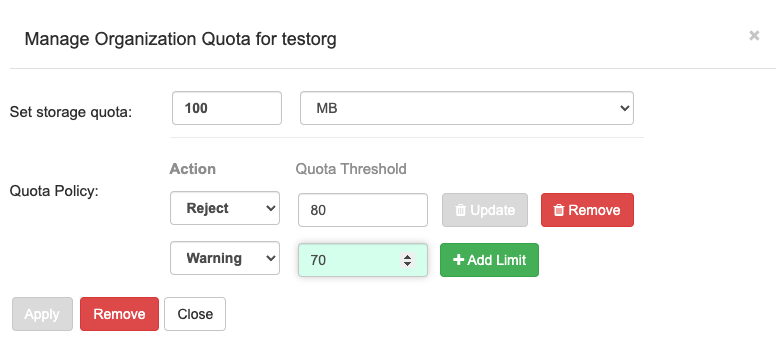 Manage Organization Quota for testorg ×
Set storage quota: 100 MB
Action Quota Threshold
Quota Policy:
Reject 80 Update Remove
Warning 70 Add Limit
Apply Remove Close